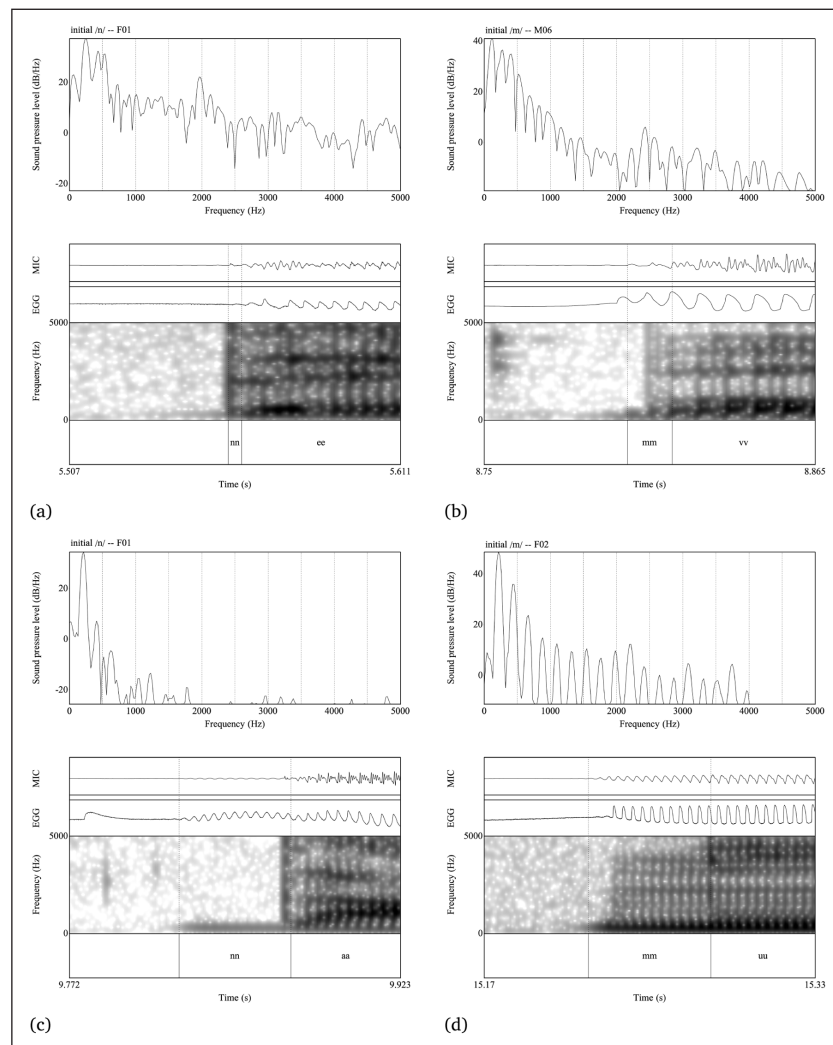 initial /n/ -- F01
Sound pressure level (dB/Hz)
20
0
-20
0 1000 2000 3000 4000 5000
Frequency (Hz)
MIC
EGG
5000
Frequency (Hz)
0
nn ee
5.507 5.611
Time (s)
(a)
initial /m/ -- M06
Sound pressure level (dB/Hz)
40
20
0
0 1000 2000 3000 4000 5000
Frequency (Hz)
MIC
EGG
5000
Frequency (Hz)
0
mm vv
8.75 8.865
Time (s)
(b)
initial /n/ -- F01
Sound pressure level (dB/Hz)
20
0
-20
0 1000 2000 3000 4000 5000
Frequency (Hz)
MIC
EGG
5000
Frequency (Hz)
0
nn aa
9.772 9.923
Time (s)
(c)
initial /m/ -- F02
Sound pressure level (dB/Hz)
40
20
0
0 1000 2000 3000 4000 5000
Frequency (Hz)
MIC
EGG
5000
Frequency (Hz)
0
mm uu
15.17 15.33
Time (s)
(d)